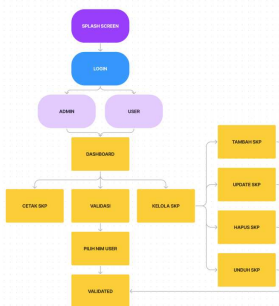 SPLASH SCREEN
LOGIN
ADMIN
USER
DASHBOARD
CETAK SKP
VALIDASI
KELOLA SKP
TAMBAH SKP
UPDATE SKP
HAPUS SKP
UNDUH SKP
PILIH NIM USER
VALIDATED